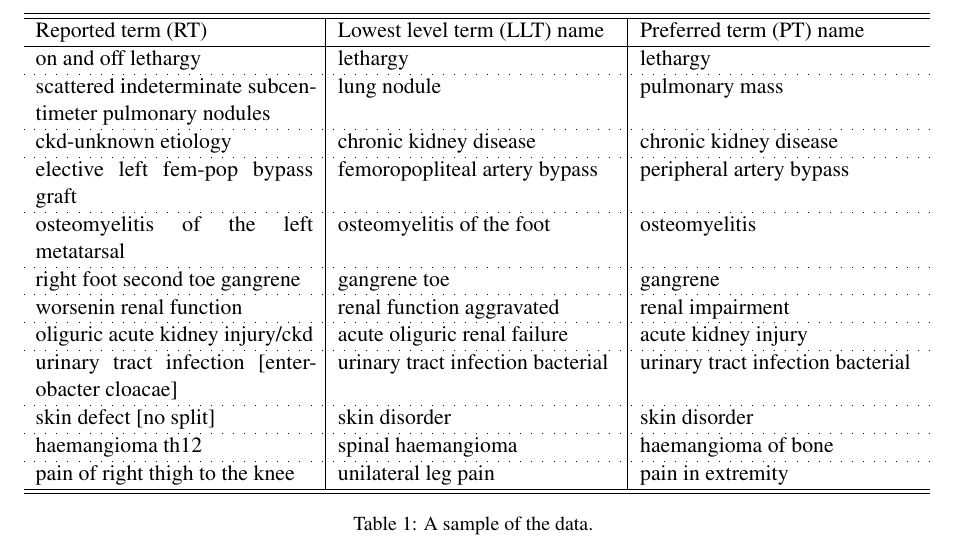 Reported term (RT) Lowest level term (LLT) name Preferred term (PT) name
on and off lethargy lethargy lethargy
scattered indeterminate subcen- lung nodule pulmonary mass
timeter pulmonary nodules
ckd-unknown etiology chronic kidney disease chronic kidney disease
elective left fem-pop bypass femoropopliteal artery bypass peripheral artery bypass
graft
osteomyelitis of the left osteomyelitis of the foot osteomyelitis
metatarsal
right foot second toe gangrene gangrene toe gangrene
worsenin renal function renal function aggravated renal impairment
oliguric acute kidney injury/ckd acute oliguric renal failure acute kidney injury
urinary tract infection [enter- urinary tract infection bacterial urinary tract infection bacterial
obacter cloacae]
skin defect [no split] skin disorder skin disorder
haemangioma th12 spinal haemangioma haemangioma of bone
pain of right thigh to the knee unilateral leg pain pain in extremity
Table 1: A sample of the data.